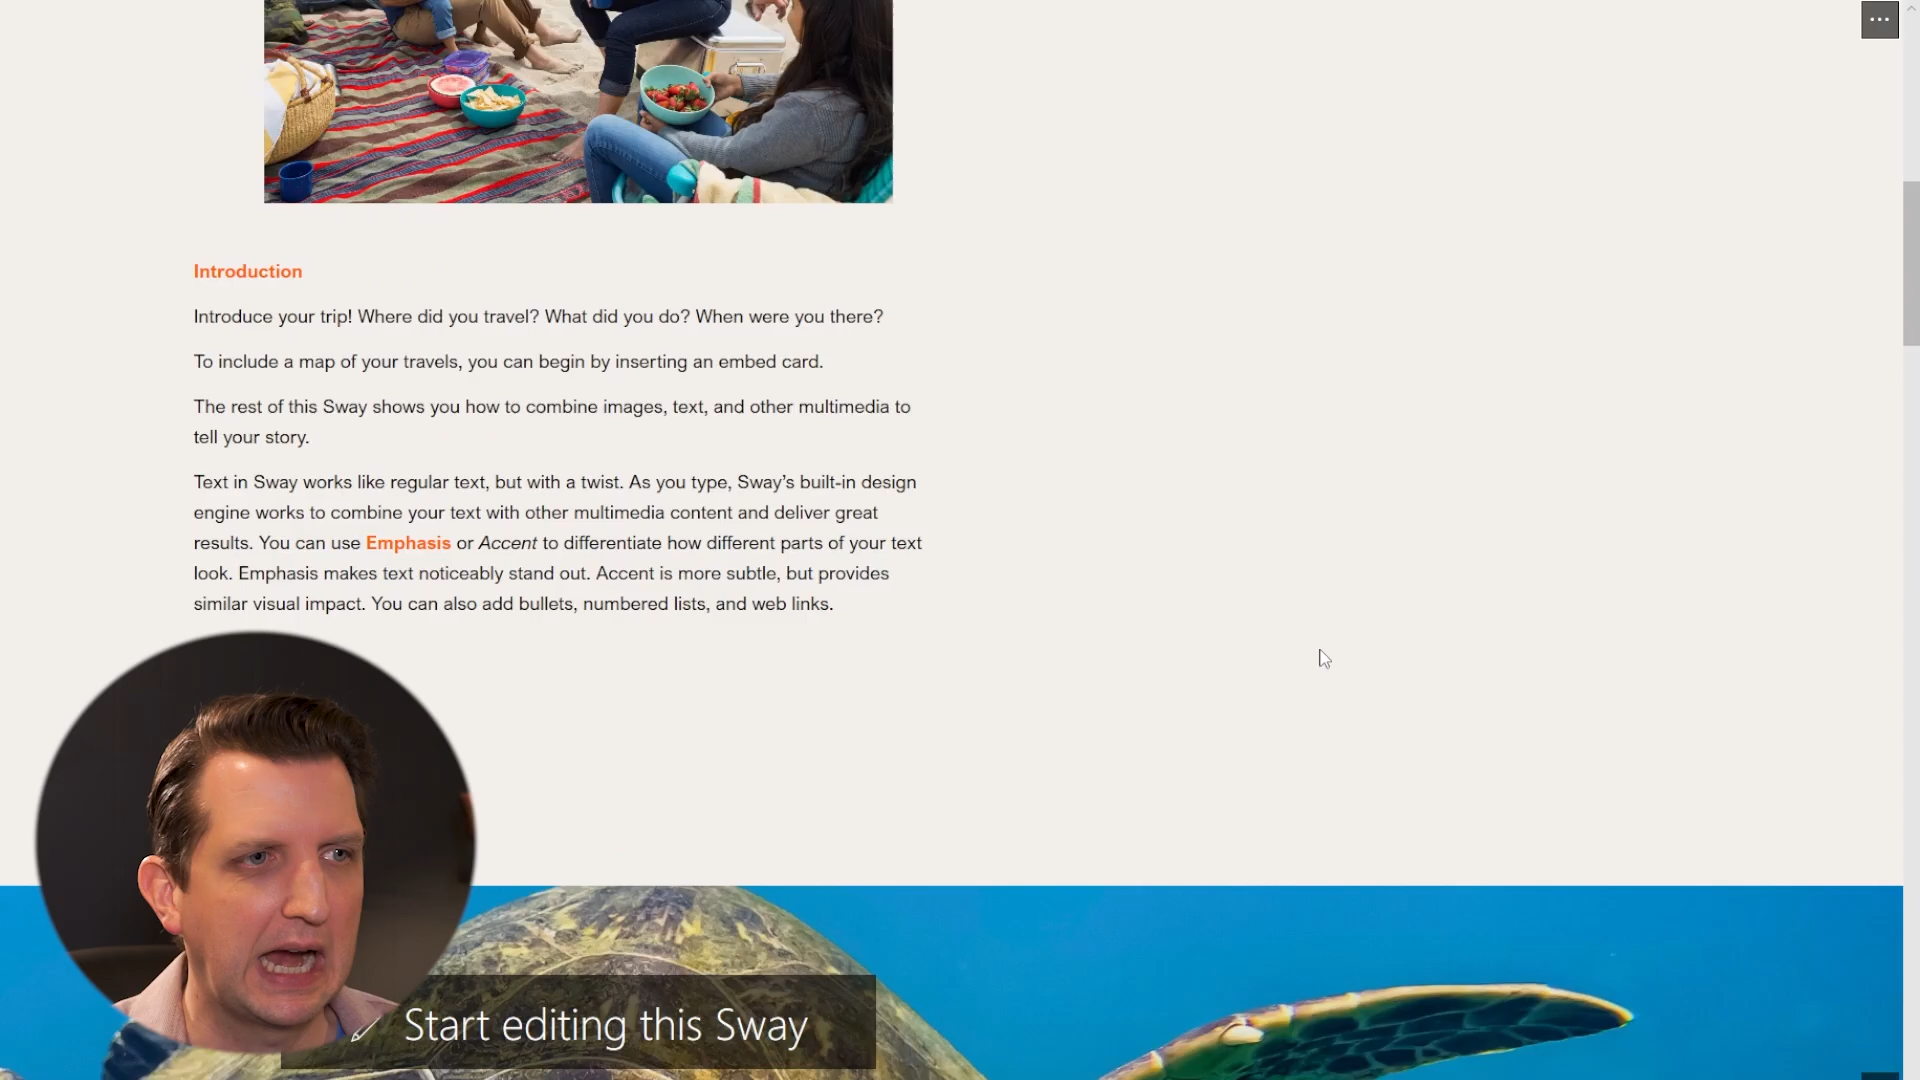 Introduction
Introduce your trip! Where did you travel? What did you do? When were you there?
To include a map of your travels, you can begin by inserting an embed card.
The rest of this Sway shows you how to combine images, text, and other multimedia to
tell your story.
Text in Sway works like regular text, but with a twist. As you type, Sway’s built-in design
engine works to combine your text with other multimedia content and deliver great
results. You can use Emphasis or Accent to differentiate how different parts of your text
look. Emphasis makes text noticeably stand out. Accent is more subtle, but provides
similar visual impact. You can also add bullets, numbered lists, and web links.
Start editing this Sway